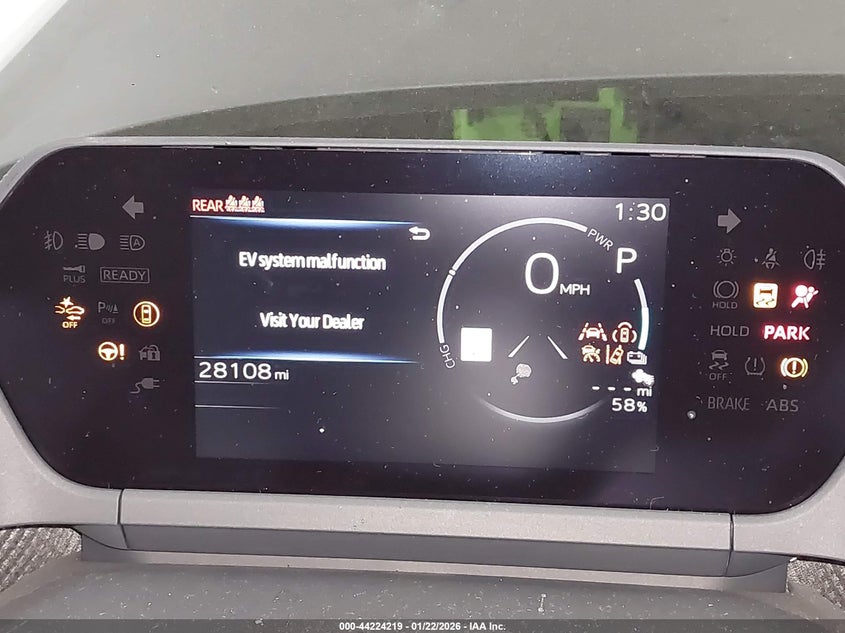 REAR
1:30
EV system malfunction
Visit Your Dealer
28108 mi
PWR
P
0 MPH
CHG
- - - mi
58%
A
PLUS
READY
OFF
P OFF
!
HOLD
HOLD PARK
OFF
BRAKE ABS
000-44224219 - 01/22/2026 - IAA Inc.